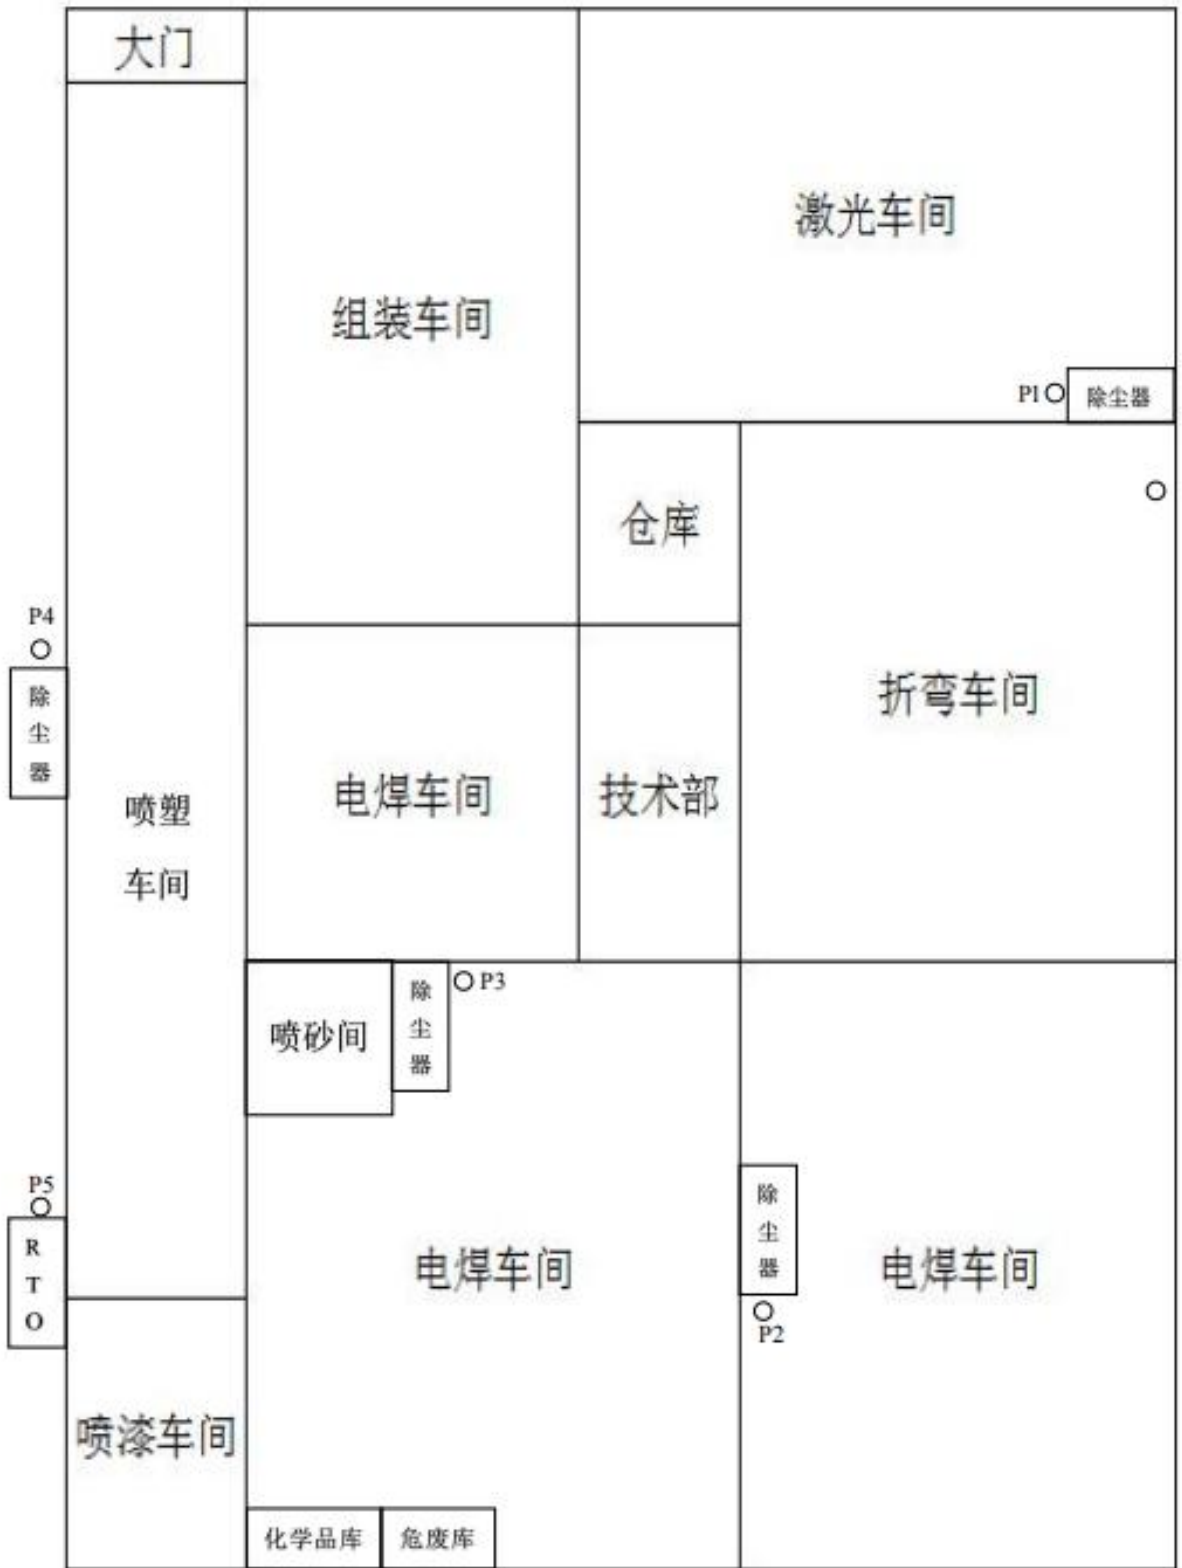 大门
激光车间
组装车间
P1
除尘器
仓库
P4
除
尘
器
折弯车间
电焊车间
技术部
喷塑
车间
喷砂间
除
尘
器
P3
P5
R
T
O
电焊车间
除
尘
器
P2
电焊车间
喷漆车间
化学品库
危废库